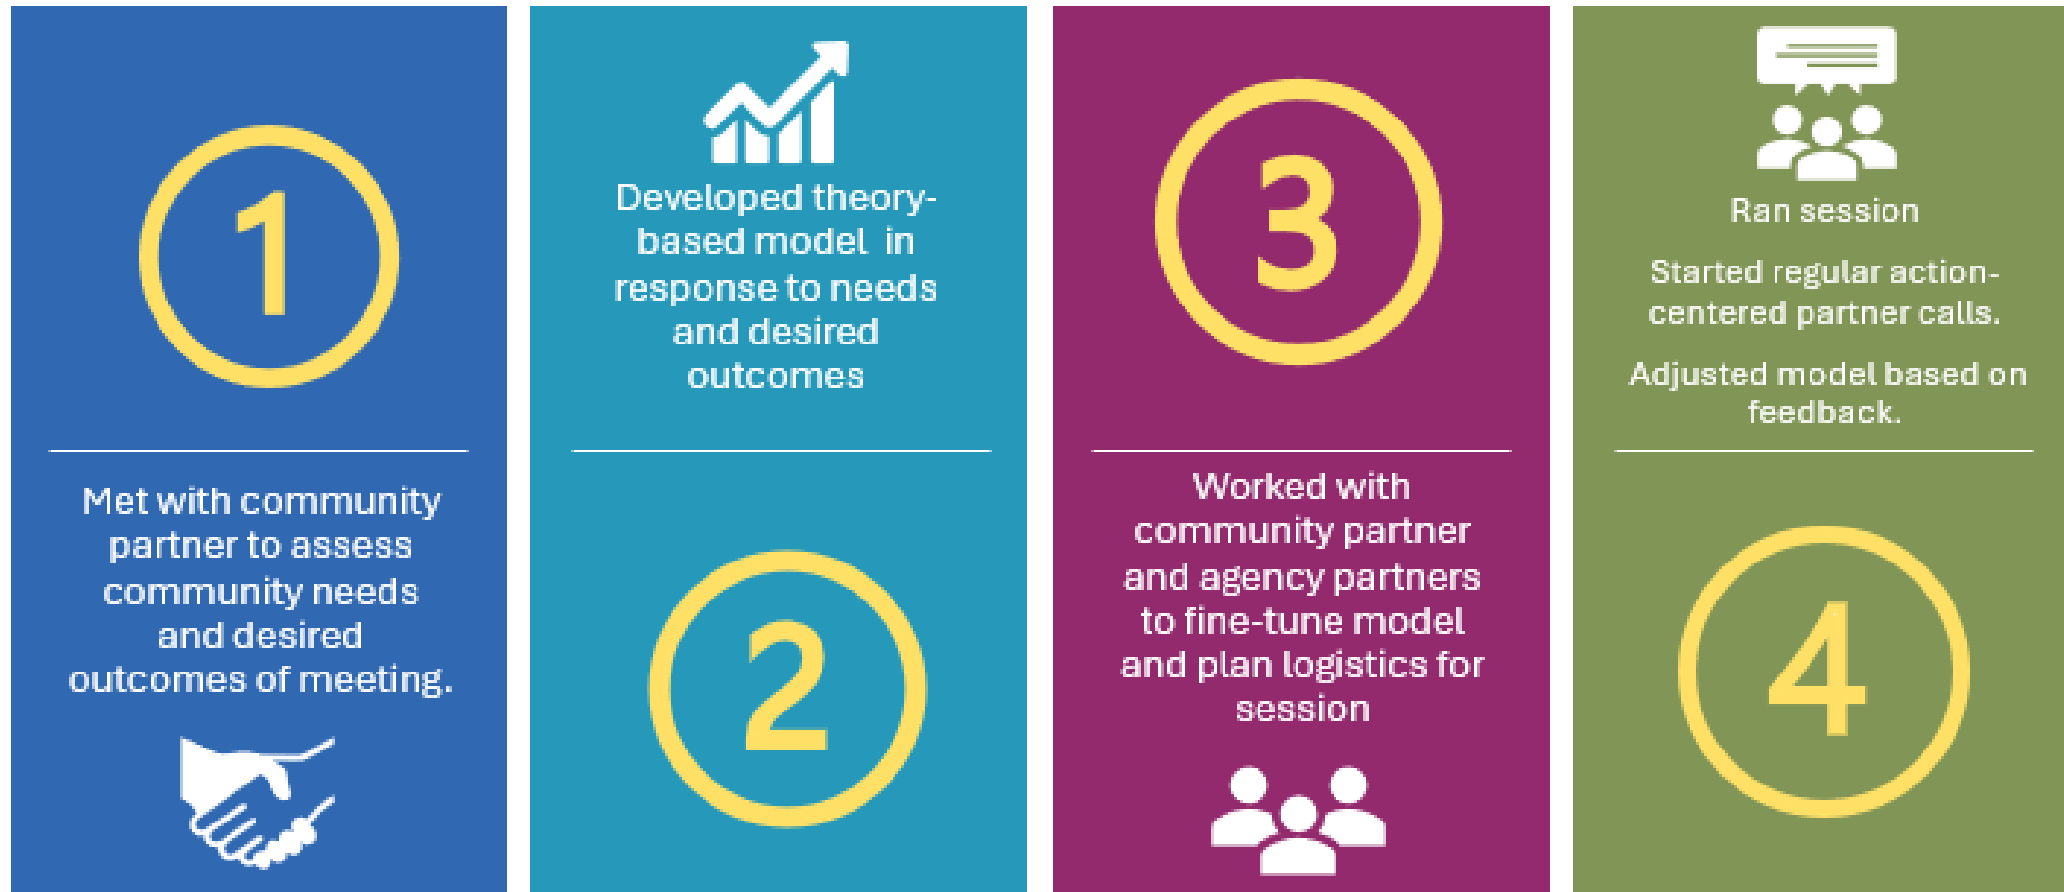 1
Met with community
partner to assess
community needs
and desired
outcomes of meeting.
Developed theory-
based model in
response to needs
and desired
outcomes
2
3
Worked with
community partner
and agency partners
to fine-tune model
and plan logistics for
session
Ran session
Started regular action-
centered partner calls.
Adjusted model based on
feedback.
4